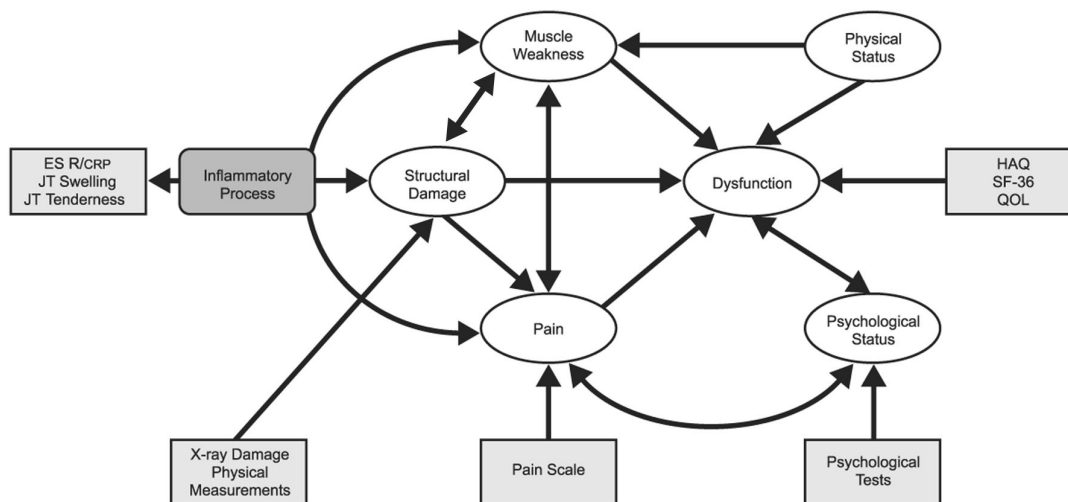 Muscle
Weakness
Physical
Status
ES R/CRP
JT Swelling
JT Tenderness
Inflammatory
Process
Structural
Damage
Dysfunction
HAQ
SF-36
QOL
Pain
Psychological
Status
X-ray Damage
Physical
Measurements
Pain Scale
Psychological
Tests